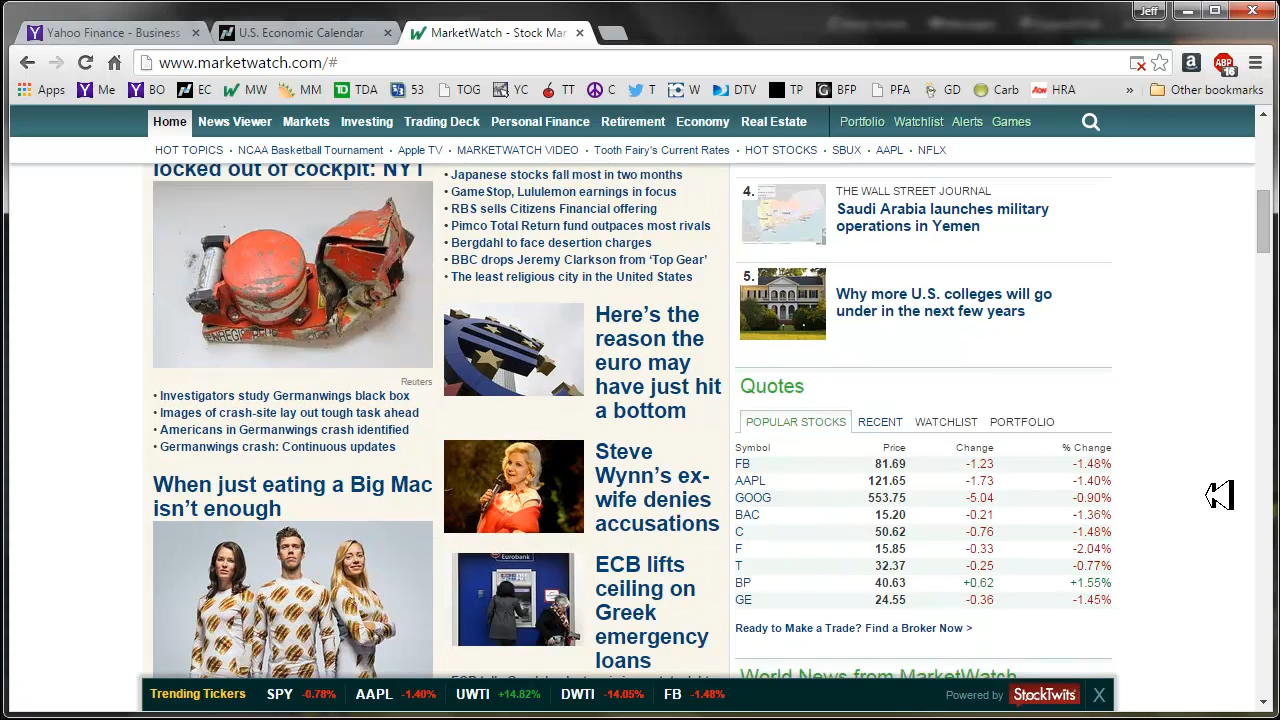 Jeff
Yahoo Finance - Business
U.S. Economic Calendar
MarketWatch - Stock Mar
www.marketwatch.com/#
ABP
16
Apps
Me
BO
EC
MW
MM
TD
TDA
53
TOG
YC
TT
C
T
W
DTV
TP
GFP
PFA
GD
Carb
Aon
HRA
»
Other bookmarks
Home
News Viewer
Markets
Investing
Trading Deck
Personal Finance
Retirement
Economy
Real Estate
Portfolio
Watchlist
Alerts
Games
HOT TOPICS • NCAA Basketball Tournament • Apple TV • MARKETWATCH VIDEO • Tooth Fairy's Current Rates • HOT STOCKS • SBUX • AAPL • NFLX
locked out of cockpit: NYT
Reuters
• Investigators study Germanwings black box
• Images of crash-site lay out tough task ahead
• Americans in Germanwings crash identified
• Germanwings crash: Continuous updates
When just eating a Big Mac
isn’t enough
• Japanese stocks fall most in two months
• GameStop, Lululemon earnings in focus
• RBS sells Citizens Financial offering
• Pimco Total Return fund outpaces most rivals
• Bergdahl to face desertion charges
• BBC drops Jeremy Clarkson from ‘Top Gear’
• The least religious city in the United States
Here’s the
reason the
euro may
have just hit
a bottom
Steve
Wynn’s ex-
wife denies
accusations
Eurobank
ECB lifts
ceiling on
Greek
emergency
loans
4.
THE WALL STREET JOURNAL
Saudi Arabia launches military
operations in Yemen
5.
Why more U.S. colleges will go
under in the next few years
Quotes
POPULAR STOCKS RECENT WATCHLIST PORTFOLIO
Symbol Price Change % Change
FB 81.69 -1.23 -1.48%
AAPL 121.65 -1.73 -1.40%
GOOG 553.75 -5.04 -0.90%
BAC 15.20 -0.21 -1.36%
C 50.62 -0.76 -1.48%
F 15.85 -0.33 -2.04%
T 32.37 -0.25 -0.77%
BP 40.63 +0.62 +1.55%
GE 24.55 -0.36 -1.45%
Ready to Make a Trade? Find a Broker Now >
World News from MarketWatch
Trending Tickers SPY -0.78% AAPL -1.40% UWTI +14.82% DWTI -14.05% FB -1.48%
Powered by StockTwits X